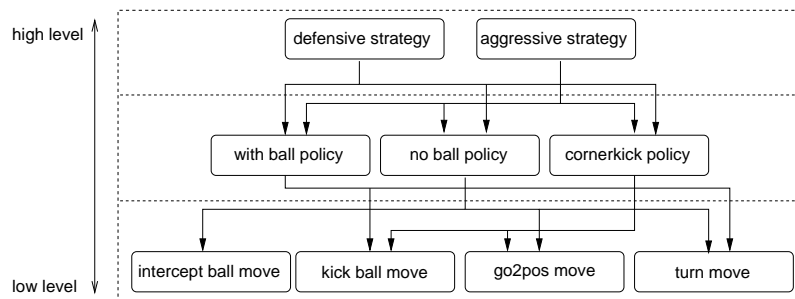 high level
defensive strategy
aggressive strategy
with ball policy
no ball policy
cornerkick policy
intercept ball move
kick ball move
go2pos move
turn move
low level